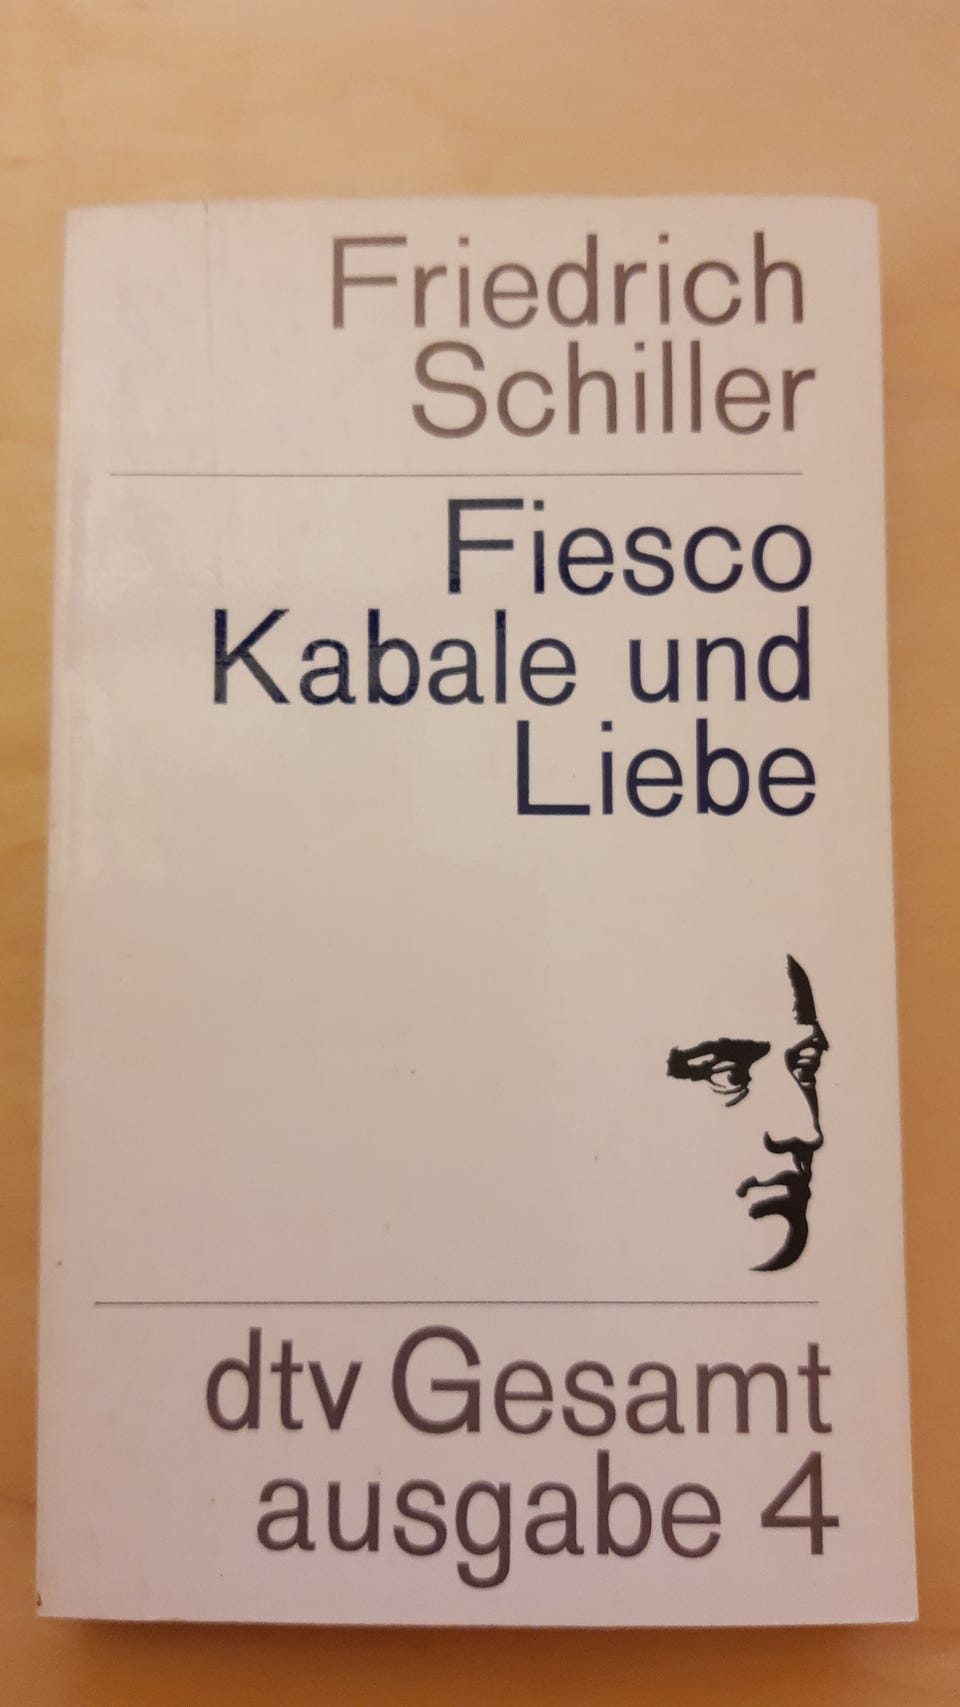 Friedrich
Schiller
Fiesco
Kabale und
Liebe
dtv Gesamt
ausgabe 4